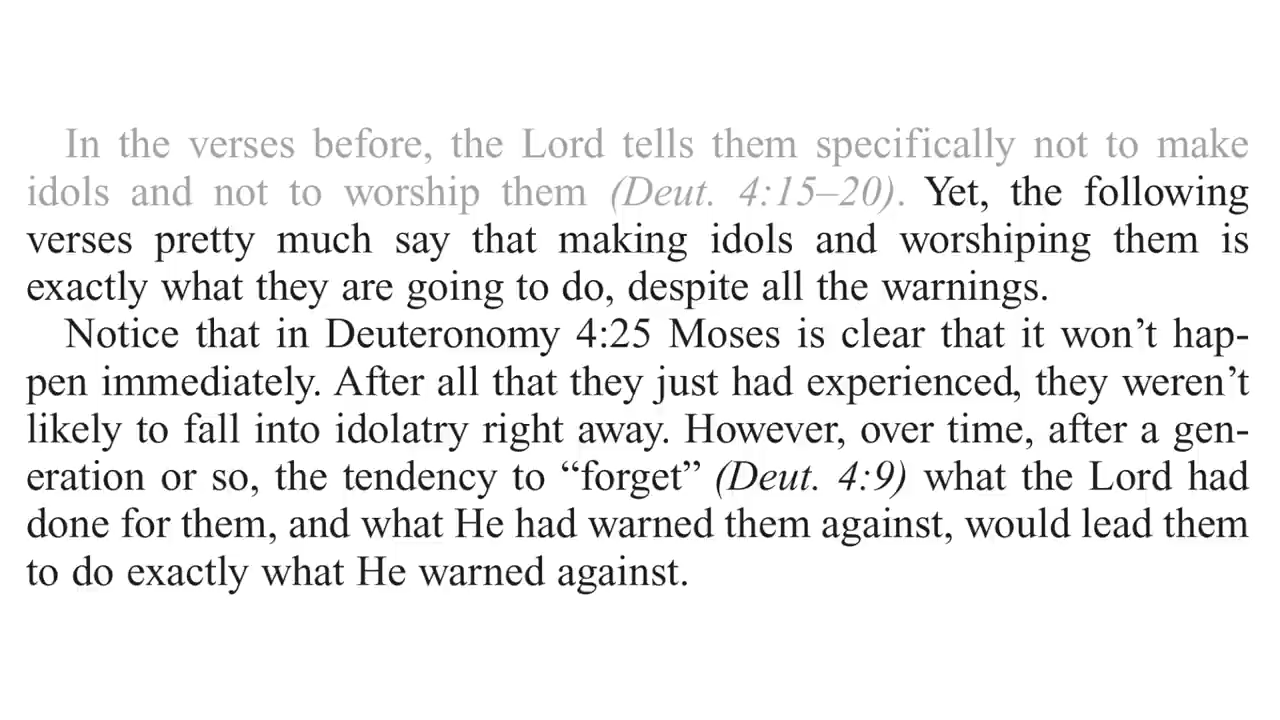 In the verses before, the Lord tells them specifically not to make
idols and not to worship them (Deut. 4:15–20). Yet, the following
verses pretty much say that making idols and worshiping them is
exactly what they are going to do, despite all the warnings.
Notice that in Deuteronomy 4:25 Moses is clear that it won’t hap-
pen immediately. After all that they just had experienced, they weren’t
likely to fall into idolatry right away. However, over time, after a gen-
eration or so, the tendency to “forget” (Deut. 4:9) what the Lord had
done for them, and what He had warned them against, would lead them
to do exactly what He warned against.